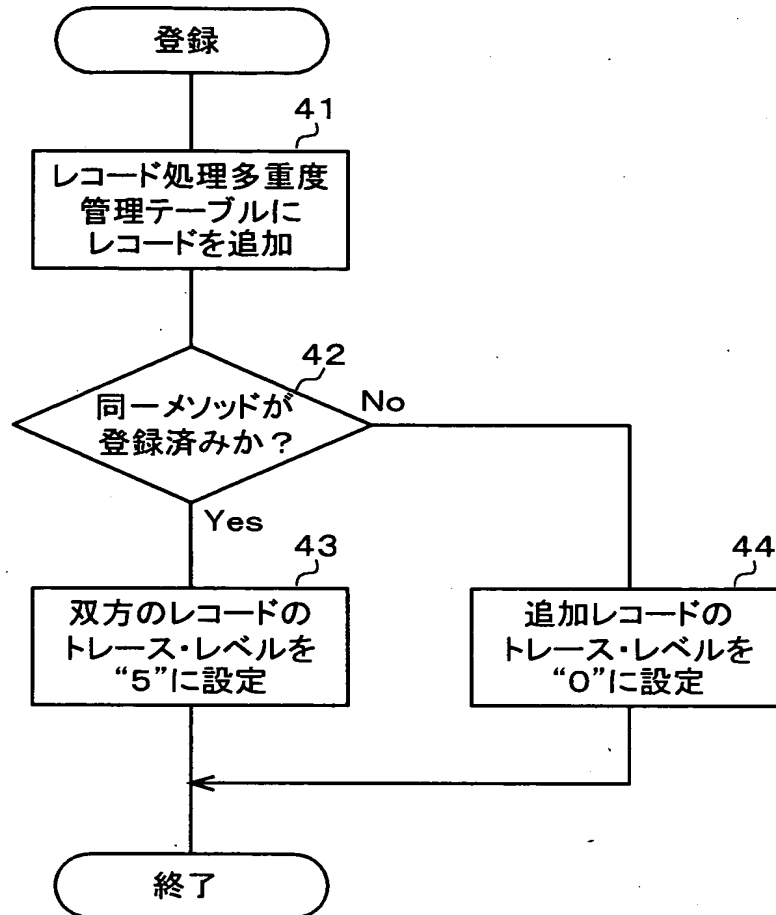 登録
41
レコード処理多重度
管理テーブルに
レコードを追加
42
同一メソッドが
登録済みか？
No
Yes
43
双方のレコードの
トレース・レベルを
“5”に設定
44
追加レコードの
トレース・レベルを
“0”に設定
終了